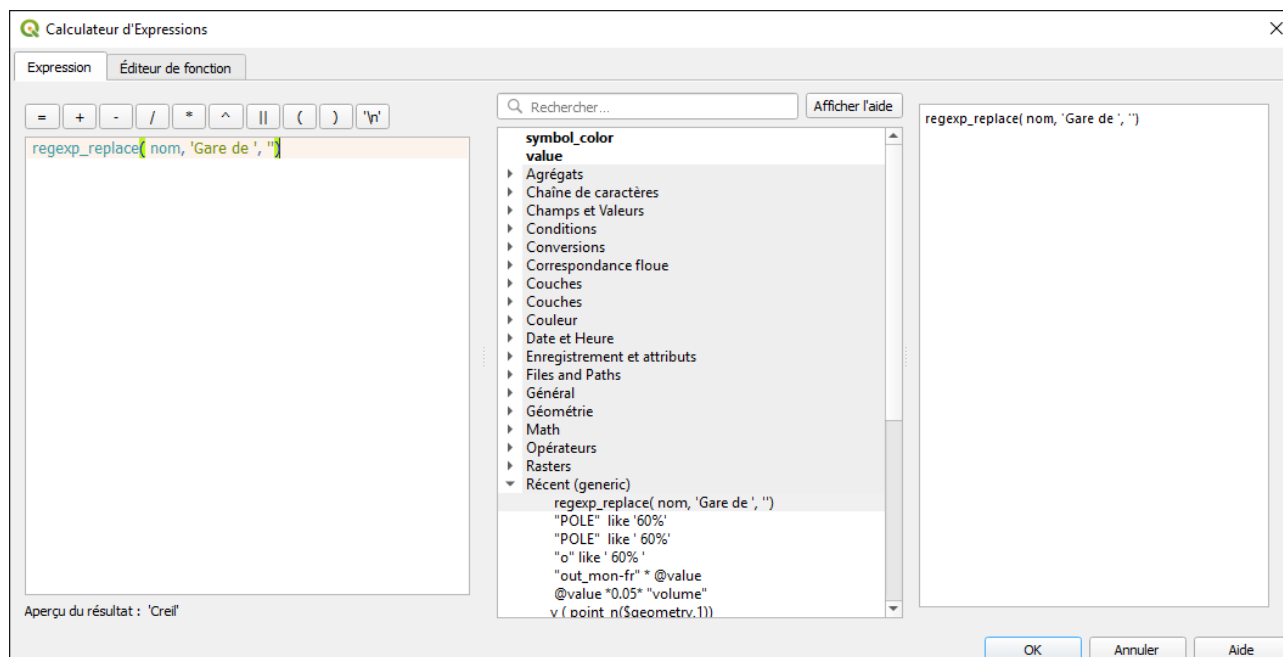 Calculateur d'Expressions
Expression Éditeur de fonction
= + - / * ^ || ( ) '\n'
regexp_replace( nom, 'Gare de ', '')
Aperçu du résultat : 'Creil'
Rechercher... Afficher l'aide
symbol_color
value
Agrégats
Chaîne de caractères
Champs et Valeurs
Conditions
Conversions
Correspondance floue
Couches
Couches
Couleur
Date et Heure
Enregistrement et attributs
Files and Paths
Général
Géométrie
Math
Opérateurs
Rasters
Récent (generic)
regexp_replace( nom, 'Gare de ', '')
"POLE" like '60%'
"POLE" like ' 60%'
"o" like ' 60% '
"out_mon-fr" * @value
@value *0.05* "volume"
y ( point_n($geometry,1))
regexp_replace( nom, 'Gare de ', '')
OK Annuler Aide